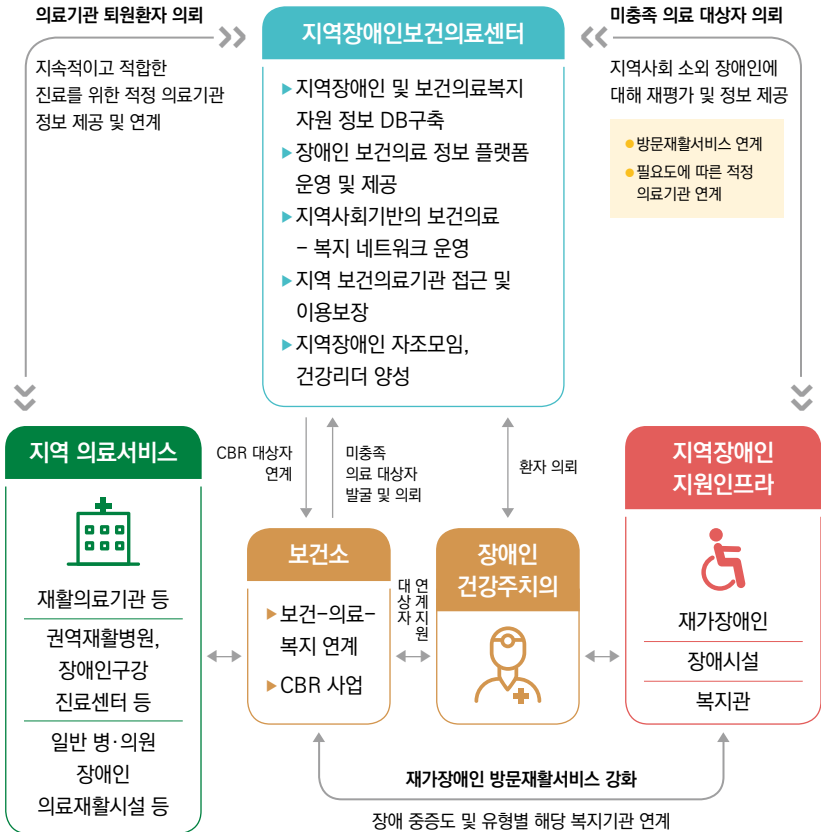 의료기관 퇴원환자 의뢰
지속적이고 적합한
진료를 위한 적정 의료기관
정보 제공 및 연계
지역장애인보건의료센터
▶지역장애인 및 보건의료복지
자원 정보 DB구축
▶장애인 보건의료 정보 플랫폼
운영 및 제공
▶지역사회기반의 보건의료
– 복지 네트워크 운영
▶지역 보건의료기관 접근 및
이용보장
▶지역장애인 자조모임,
건강리더 양성
미충족 의료 대상자 의뢰
지역사회 소외 장애인에
대해 재평가 및 정보 제공
●방문재활서비스 연계
●필요도에 따른 적정
의료기관 연계
CBR 대상자
연계
미충족
의료 대상자
발굴 및 의뢰
환자 의뢰
지역 의료서비스
재활의료기관 등
권역재활병원,
장애인구강
진료센터 등
일반 병·의원
장애인
의료재활시설 등
보건소
▶보건–의료–
복지 연계
▶CBR 사업
대상자
연계지원
장애인
건강주치의
지역장애인
지원인프라
재가장애인
장애시설
복지관
재가장애인 방문재활서비스 강화
장애 중증도 및 유형별 해당 복지기관 연계